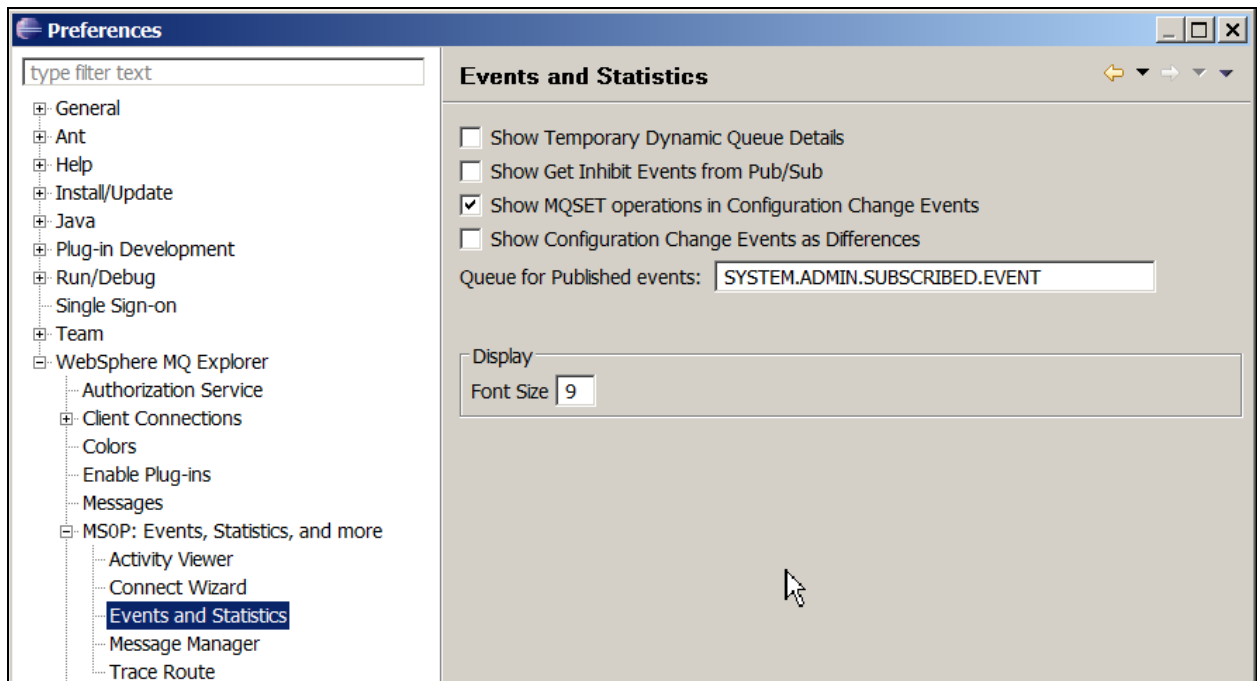 Preferences
type filter text
General
Ant
Help
Install/Update
Java
Plug-in Development
Run/Debug
Single Sign-on
Team
WebSphere MQ Explorer
Authorization Service
Client Connections
Colors
Enable Plug-ins
Messages
MS0P: Events, Statistics, and more
Activity Viewer
Connect Wizard
Events and Statistics
Message Manager
Trace Route
Events and Statistics
Show Temporary Dynamic Queue Details
Show Get Inhibit Events from Pub/Sub
Show MQSET operations in Configuration Change Events
Show Configuration Change Events as Differences
Queue for Published events: SYSTEM.ADMIN.SUBSCRIBED.EVENT
Display
Font Size 9